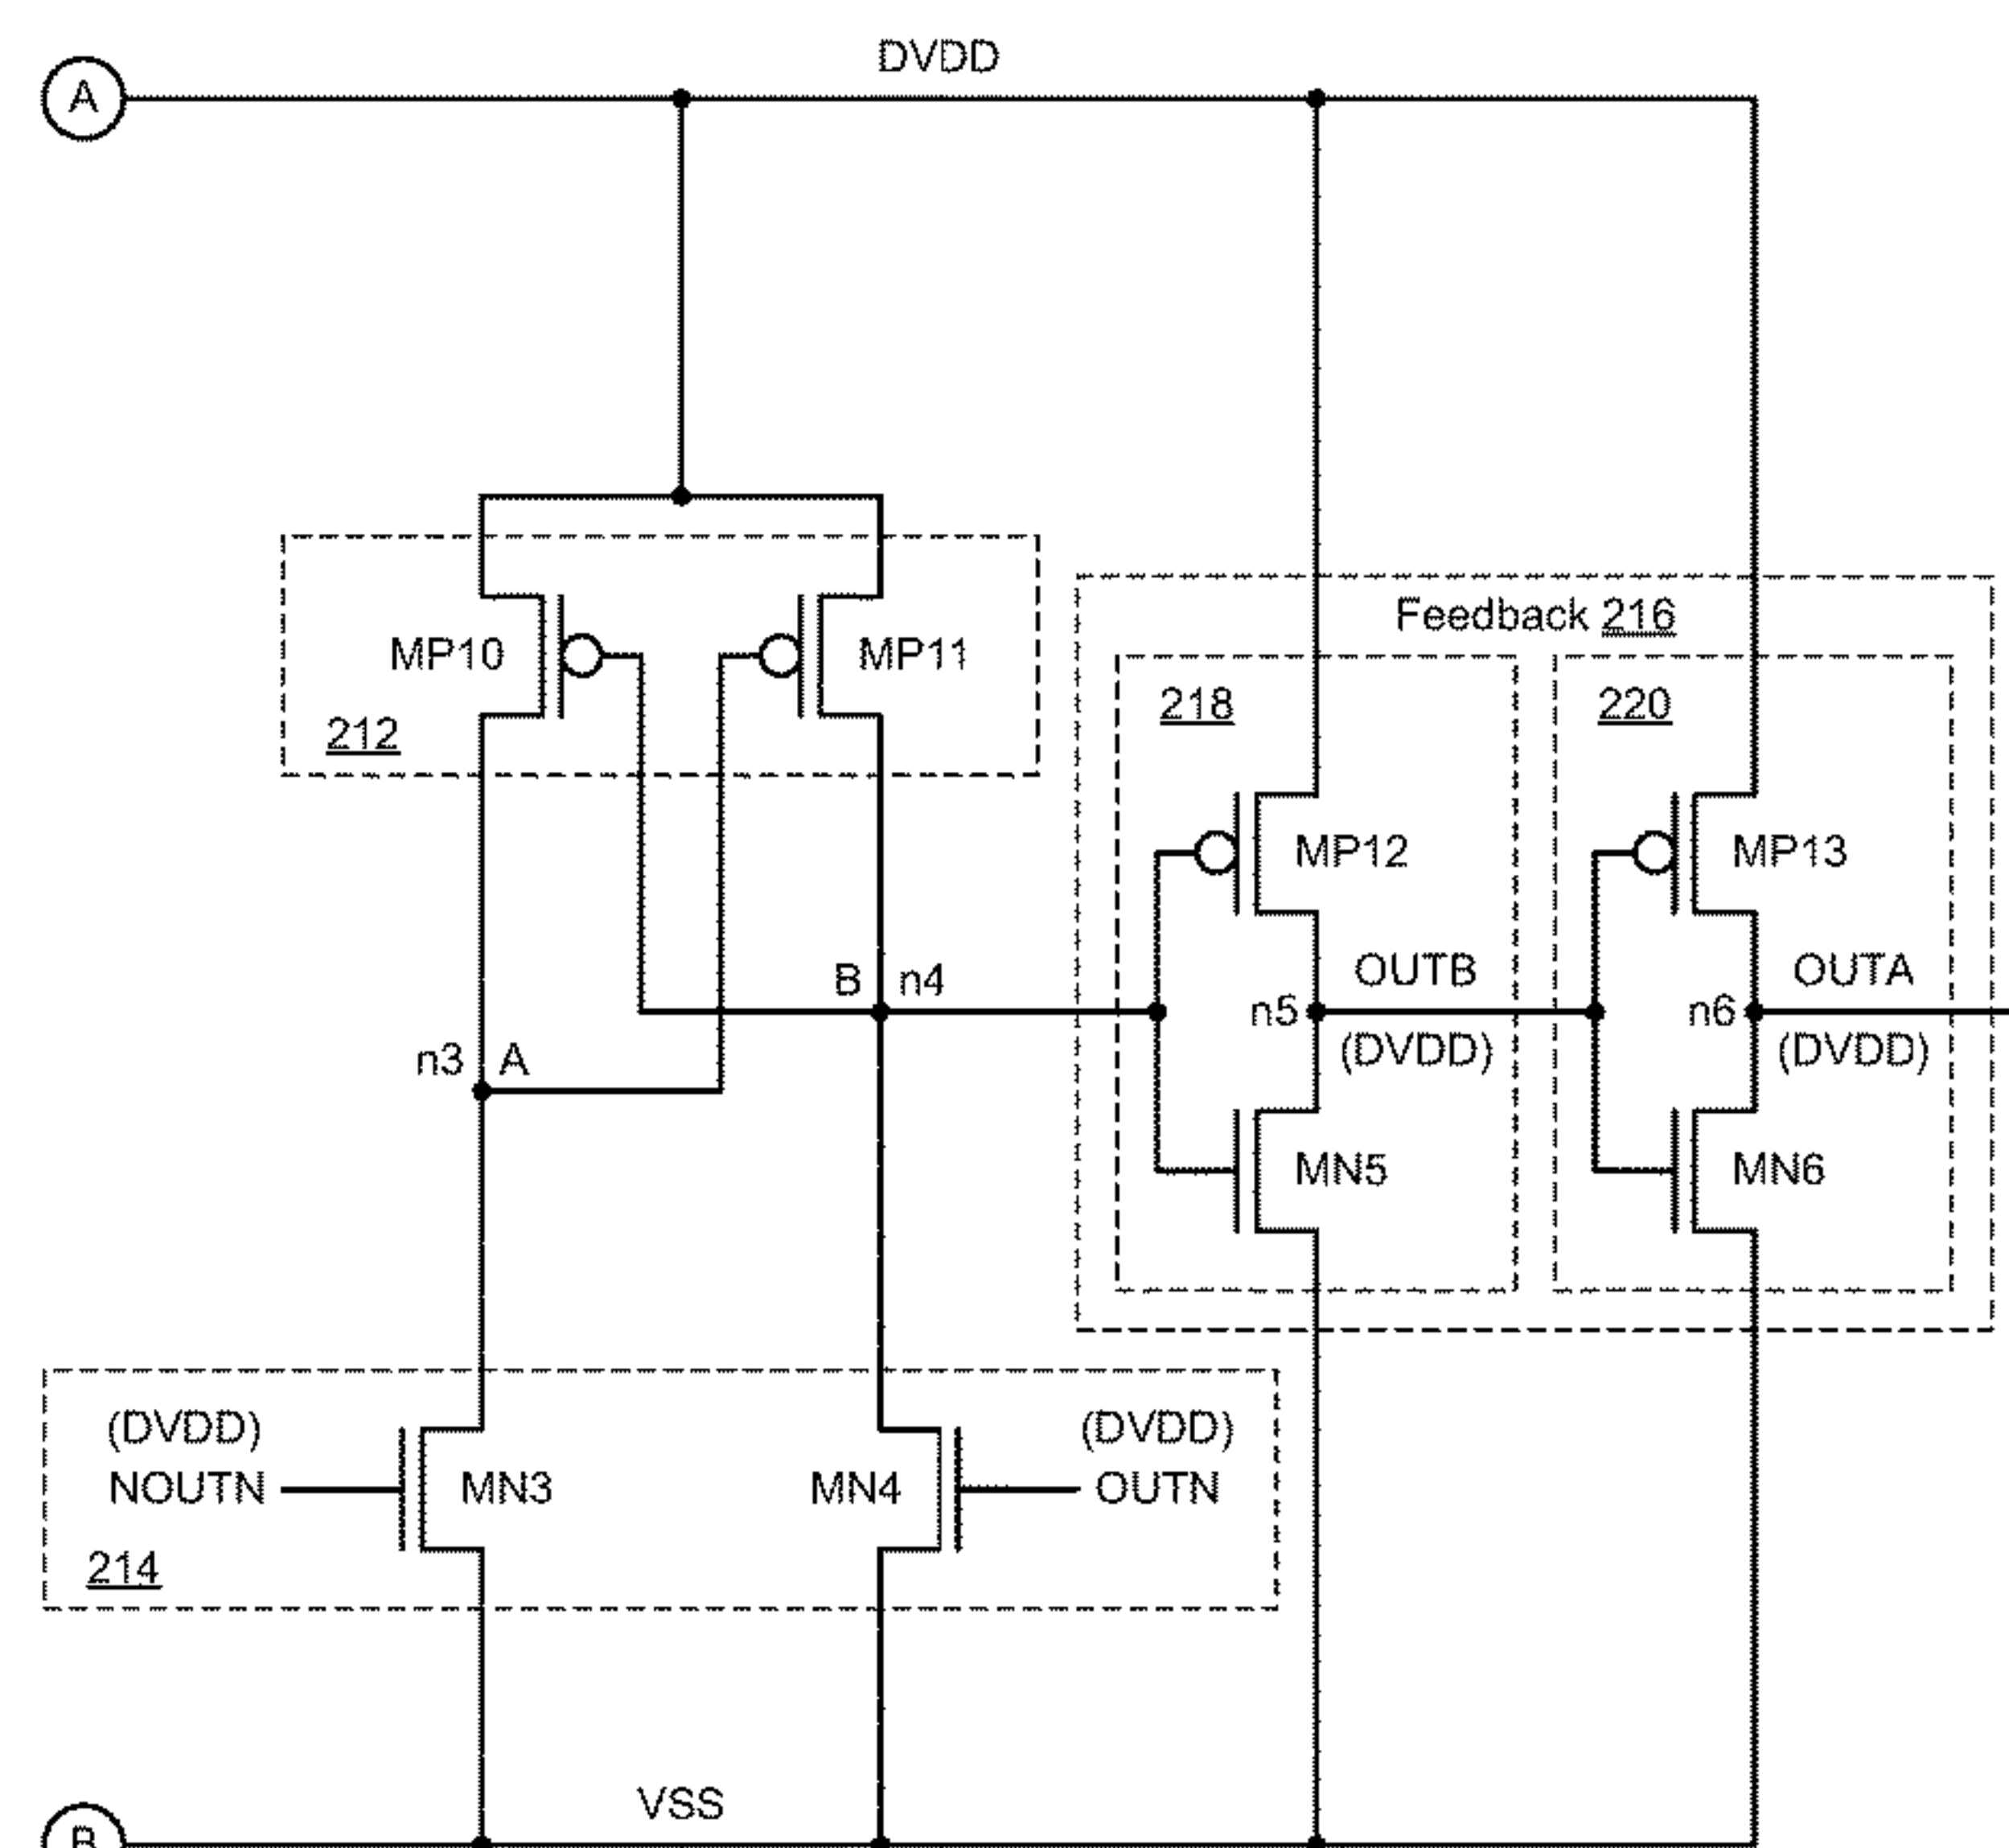 DVDD
A
Feedback 216
MP10
MP11
218
220
212
MP12
MP13
B n4
OUTB
OUTA
n5
n6
n3 A
(DVDD)
(DVDD)
MN5
MN6
(DVDD)
(DVDD)
NOUTN
MN3
MN4
OUTN
214
VSS
B